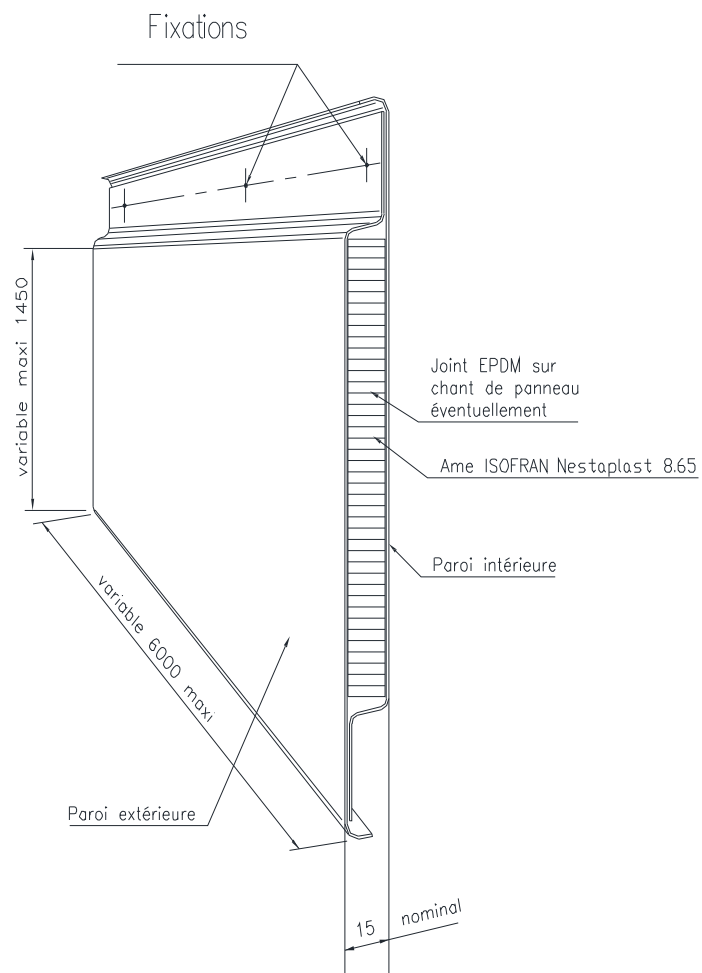 Fixations
variable maxi 1450
Joint EPDM sur
chant de panneau
éventuellement
Ame ISOFRAN Nestaplast 8.65
Paroi intérieure
variable 6000 maxi
Paroi extérieure
15 nominal